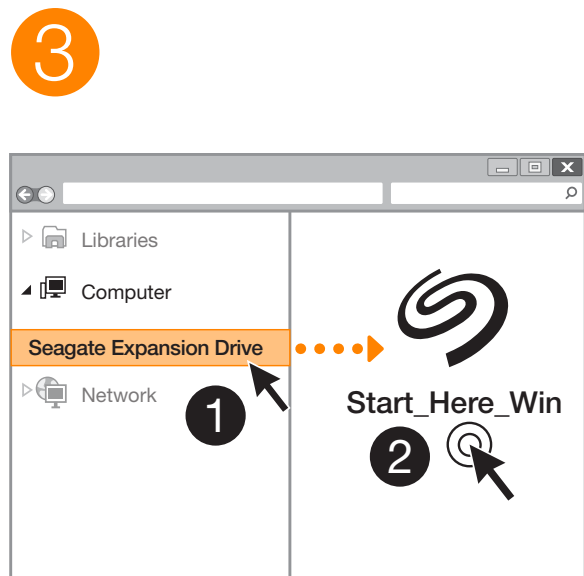 3
Libraries
Computer
Seagate Expansion Drive
Network
1
Start_Here_Win
2